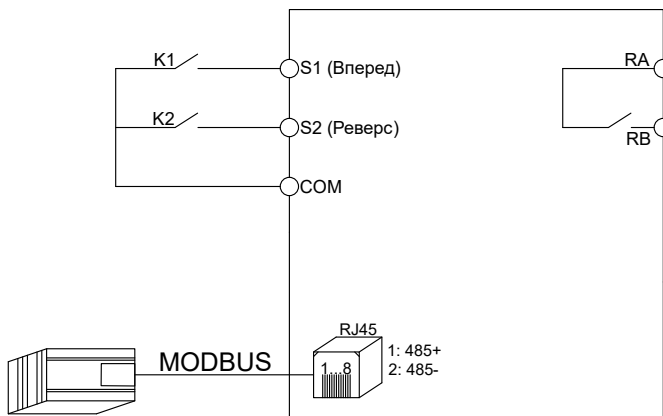 K1
S1 (Вперед)
RA
K2
S2 (Реверс)
RB
COM
RJ45
MODBUS
1...8
1: 485+
2: 485-